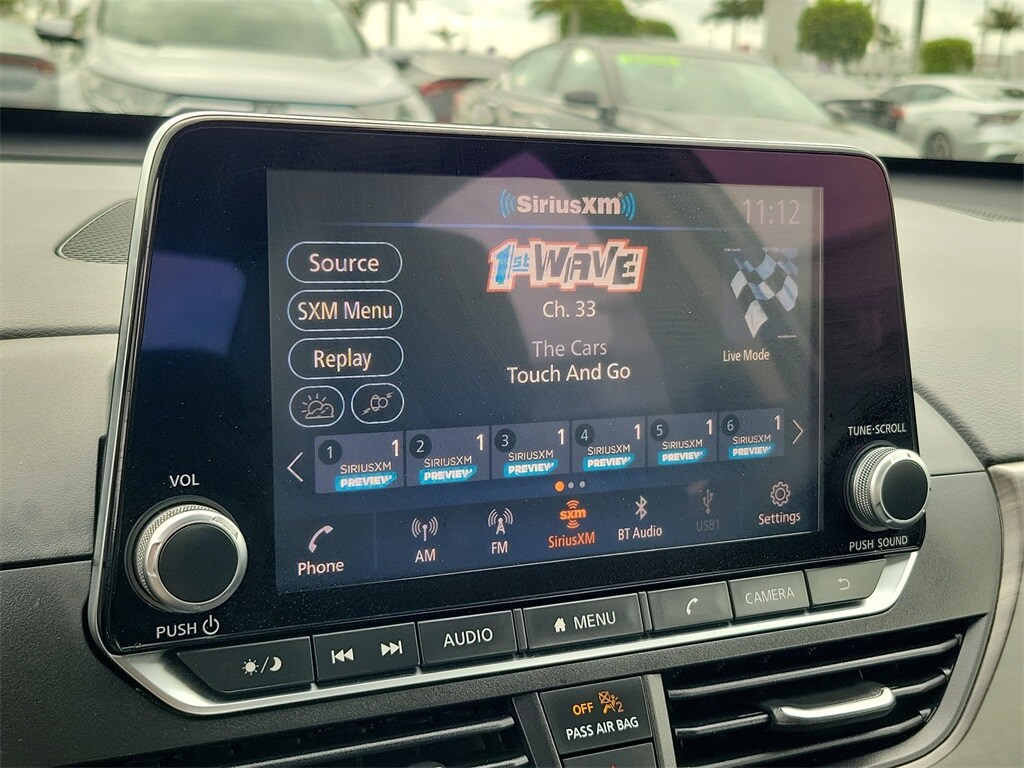 SiriusXM
11:12
Source
SXM Menu
Replay
1st WAVE
Ch. 33
The Cars
Touch And Go
Live Mode
1 1 SIRIUSXM PREVIEW
2 1 SIRIUSXM PREVIEW
3 1 SIRIUSXM PREVIEW
4 1 SIRIUSXM PREVIEW
5 1 SIRIUSXM PREVIEW
6 1 SIRIUSXM PREVIEW
Phone
AM
FM
sxm
SiriusXM
BT Audio
USB1
Settings
VOL
PUSH
TUNE·SCROLL
PUSH SOUND
AUDIO
MENU
CAMERA
OFF 2
PASS AIR BAG